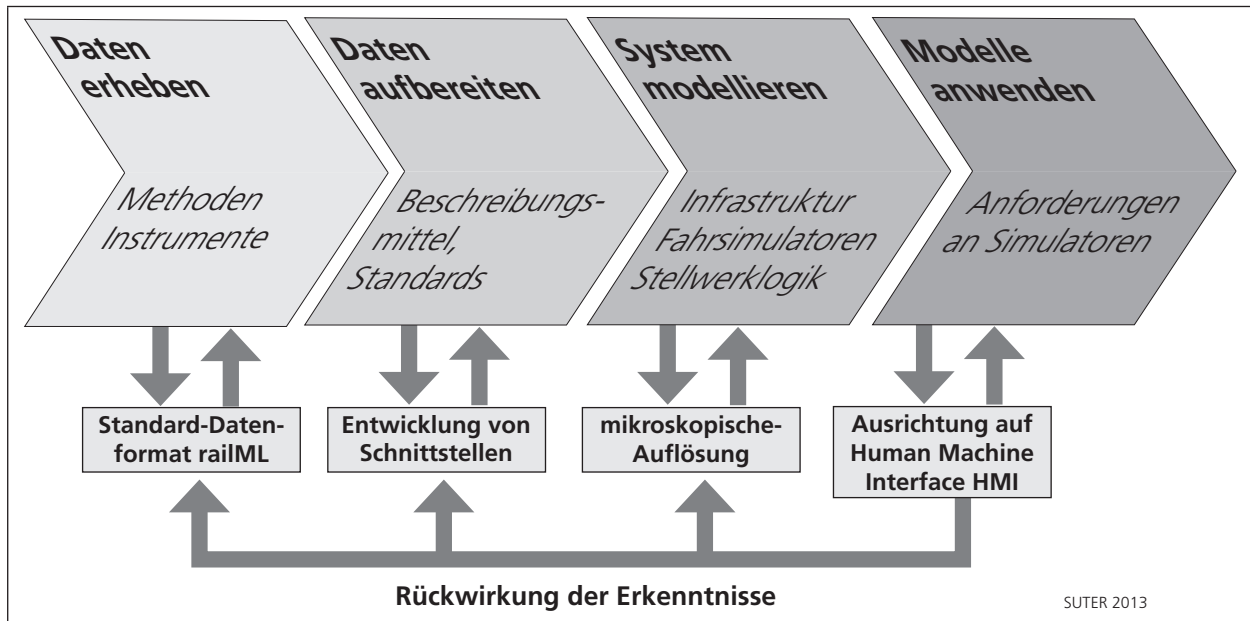 Daten
erheben
Methoden
Instrumente
Daten
aufbereiten
Beschreibungs-
mittel,
Standards
System
modellieren
Infrastruktur
Fahrsimulatoren
Stellwerklogik
Modelle
anwenden
Anforderungen
an Simulatoren
Standard-Daten-
format railML
Entwicklung von
Schnittstellen
mikroskopische-
Auflösung
Ausrichtung auf
Human Machine
Interface HMI
Rückwirkung der Erkenntnisse
SUTER 2013